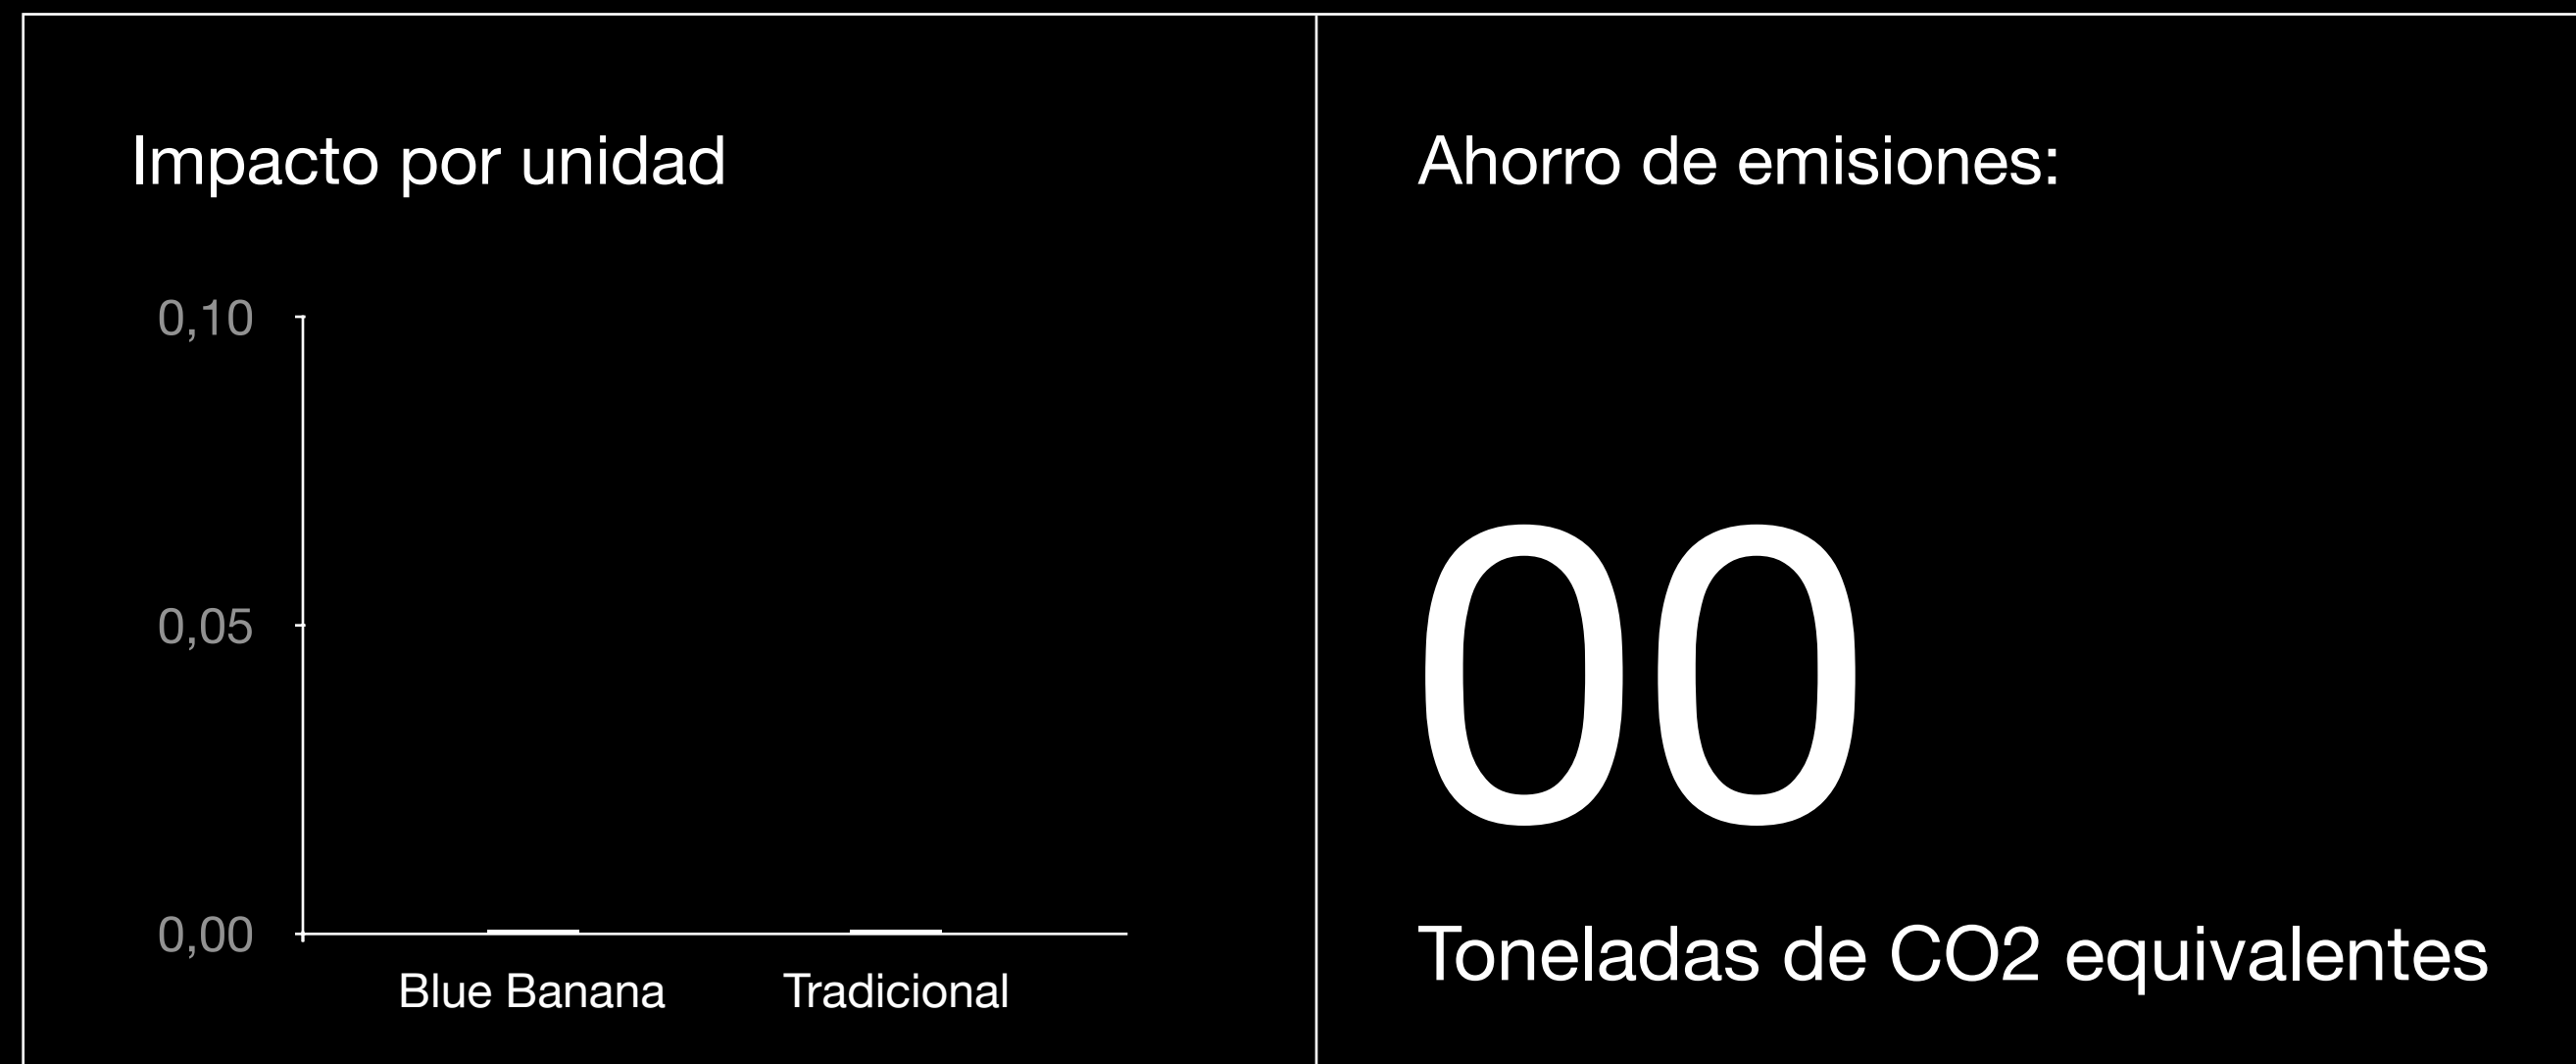 Impacto por unidad
0,10
0,05
0,00
Blue Banana
Tradicional
Ahorro de emisiones:
00
Toneladas de CO2 equivalentes